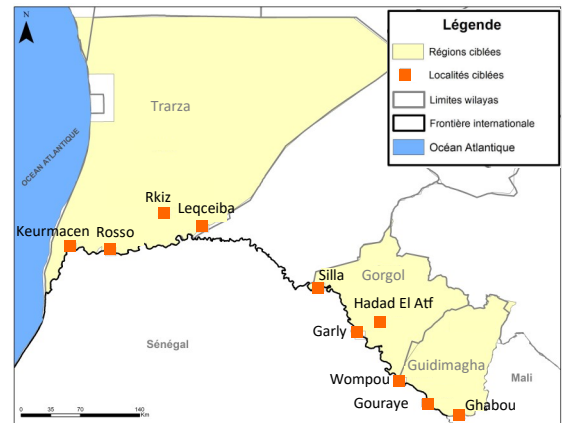 N
Légende
Régions ciblées
Localités ciblées
Limites wilayas
Frontière internationale
Océan Atlantique
Trarza
OCEAN ATLANTIQUE
Rkiz
Leqceiba
Keurmacen
Rosso
Silla
Gorgol
Hadad El Atf
Garly
Sénégal
Guidimagha
Wompou
Mali
Gouraye
Ghabou
0 35 70 140
Km